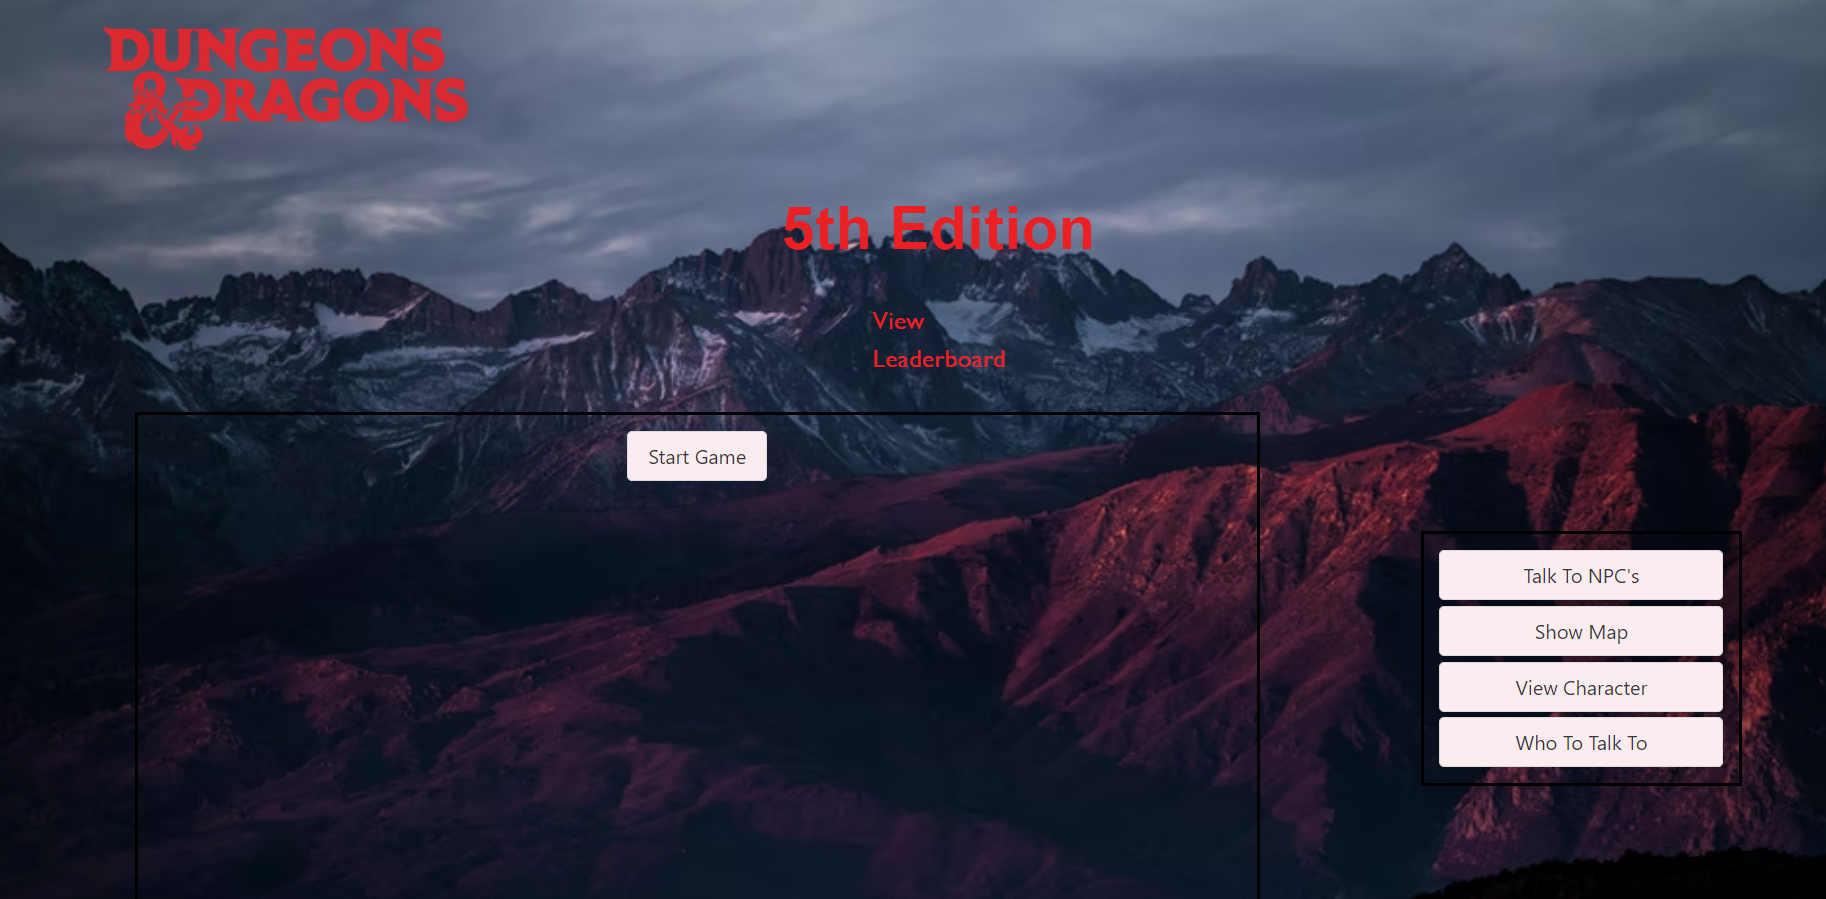 DUNGEONS
& DRAGONS
5th Edition
View
Leaderboard
Start Game
Talk To NPC's
Show Map
View Character
Who To Talk To